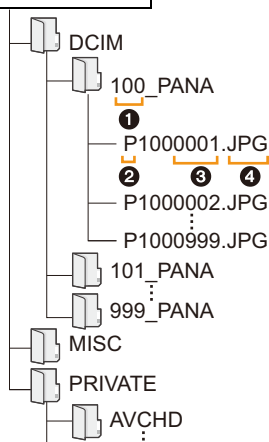 DCIM
100_PANA
❶
P1000001.JPG
❷ ❸ ❹
P1000002.JPG
P1000999.JPG
101_PANA
999_PANA
MISC
PRIVATE
AVCHD